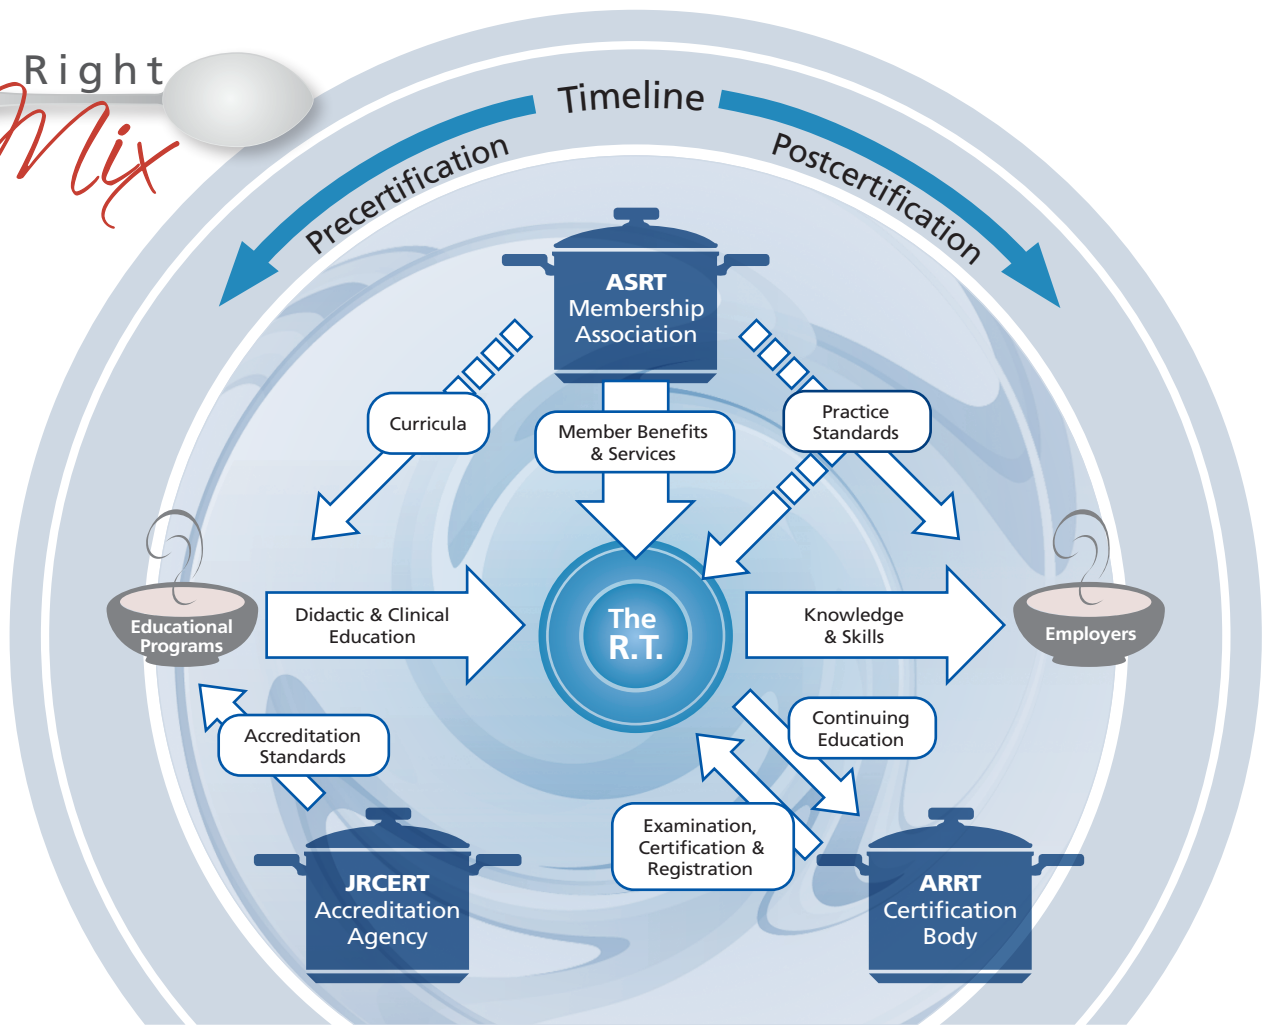 Right
Mix
Timeline
Precertification
Postcertification
ASRT
Membership
Association
Curricula
Member Benefits
& Services
Practice
Standards
Educational
Programs
Didactic & Clinical
Education
The
R.T.
Knowledge
& Skills
Employers
Accreditation
Standards
Continuing
Education
Examination,
Certification &
Registration
JRCERT
Accreditation
Agency
ARRT
Certification
Body